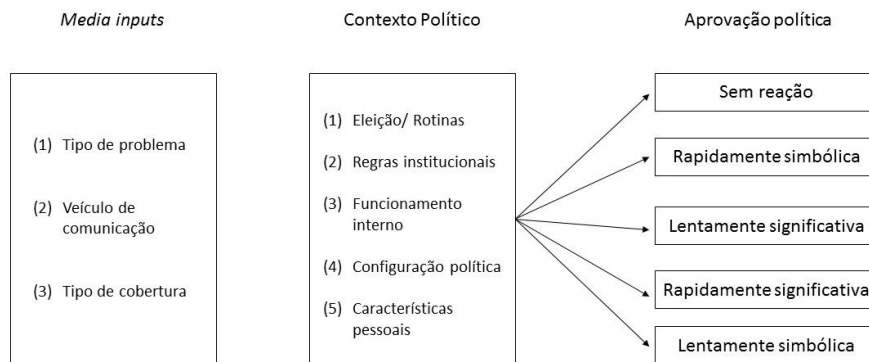 Media inputs
Contexto Político
Aprovação política
(1) Tipo de problema
(2) Veículo de
comunicação
(3) Tipo de cobertura
(1) Eleição/ Rotinas
(2) Regras institucionais
(3) Funcionamento
interno
(4) Configuração política
(5) Características
pessoais
Sem reação
Rapidamente simbólica
Lentamente significativa
Rapidamente significativa
Lentamente simbólica